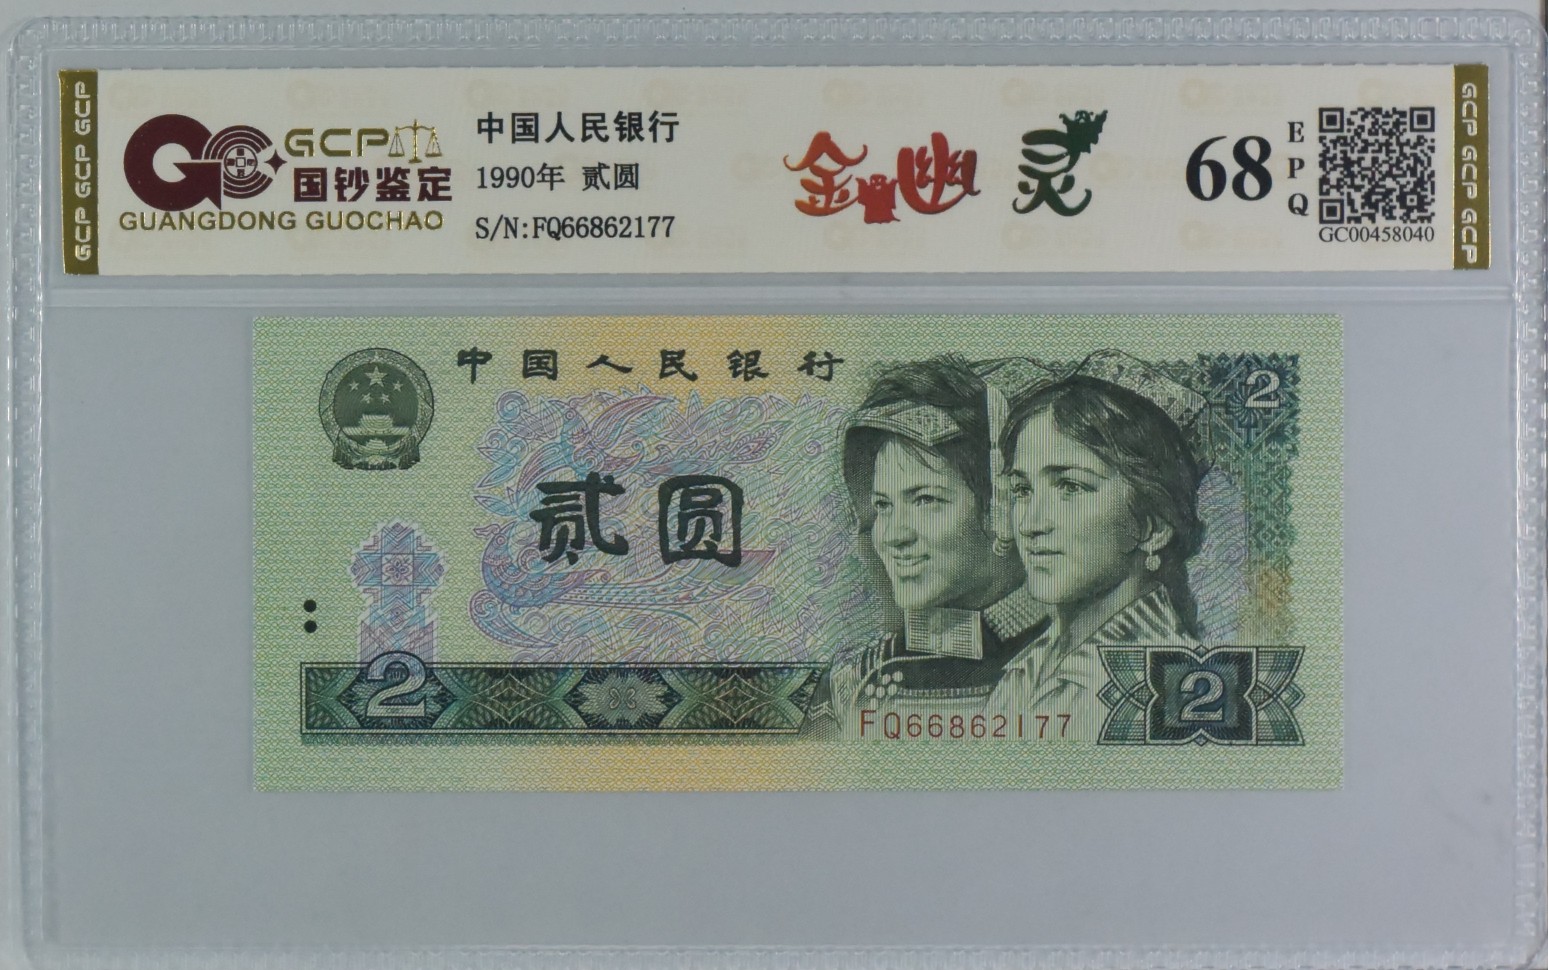 GCP GCP GCP
GCP
国钞鉴定
GUANGDONG GUOCHAO
中国人民银行
1990年 贰圆
S/N:FQ66862177
金幽灵
68
EPQ
GC00458040
GCP GCP GCP
中国人民银行
2
贰圆
2
FQ66862177
2